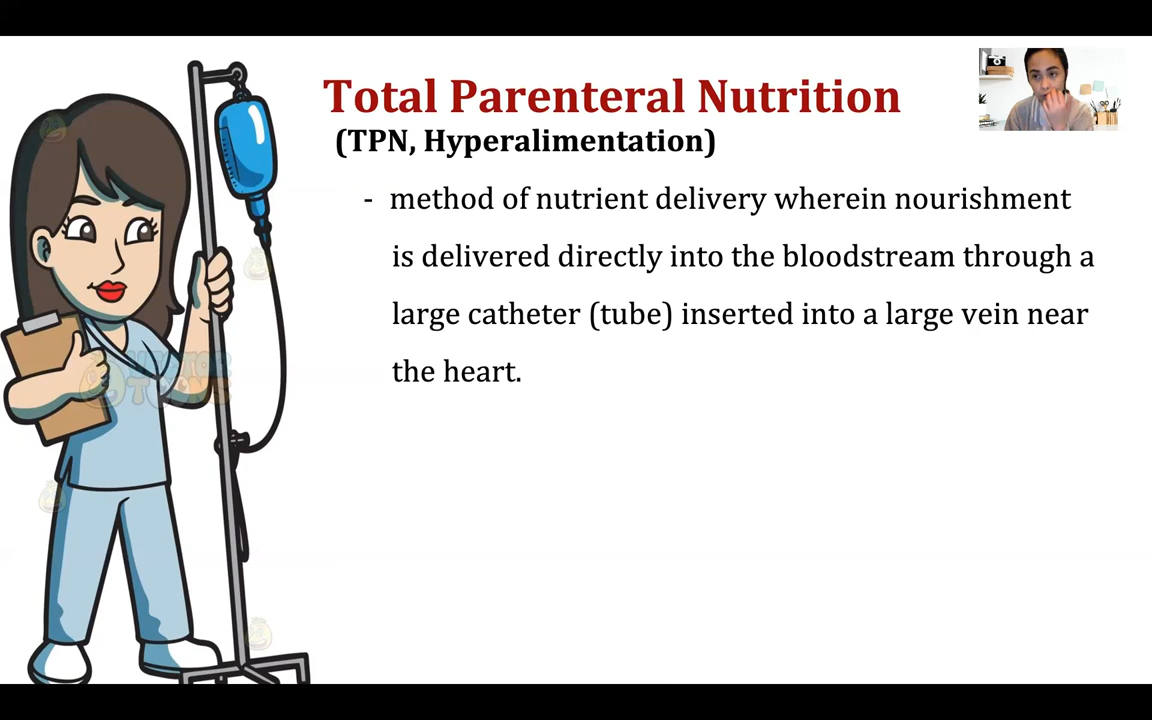 Total Parenteral Nutrition
(TPN, Hyperalimentation)
- method of nutrient delivery wherein nourishment
is delivered directly into the bloodstream through a
large catheter (tube) inserted into a large vein near
the heart.